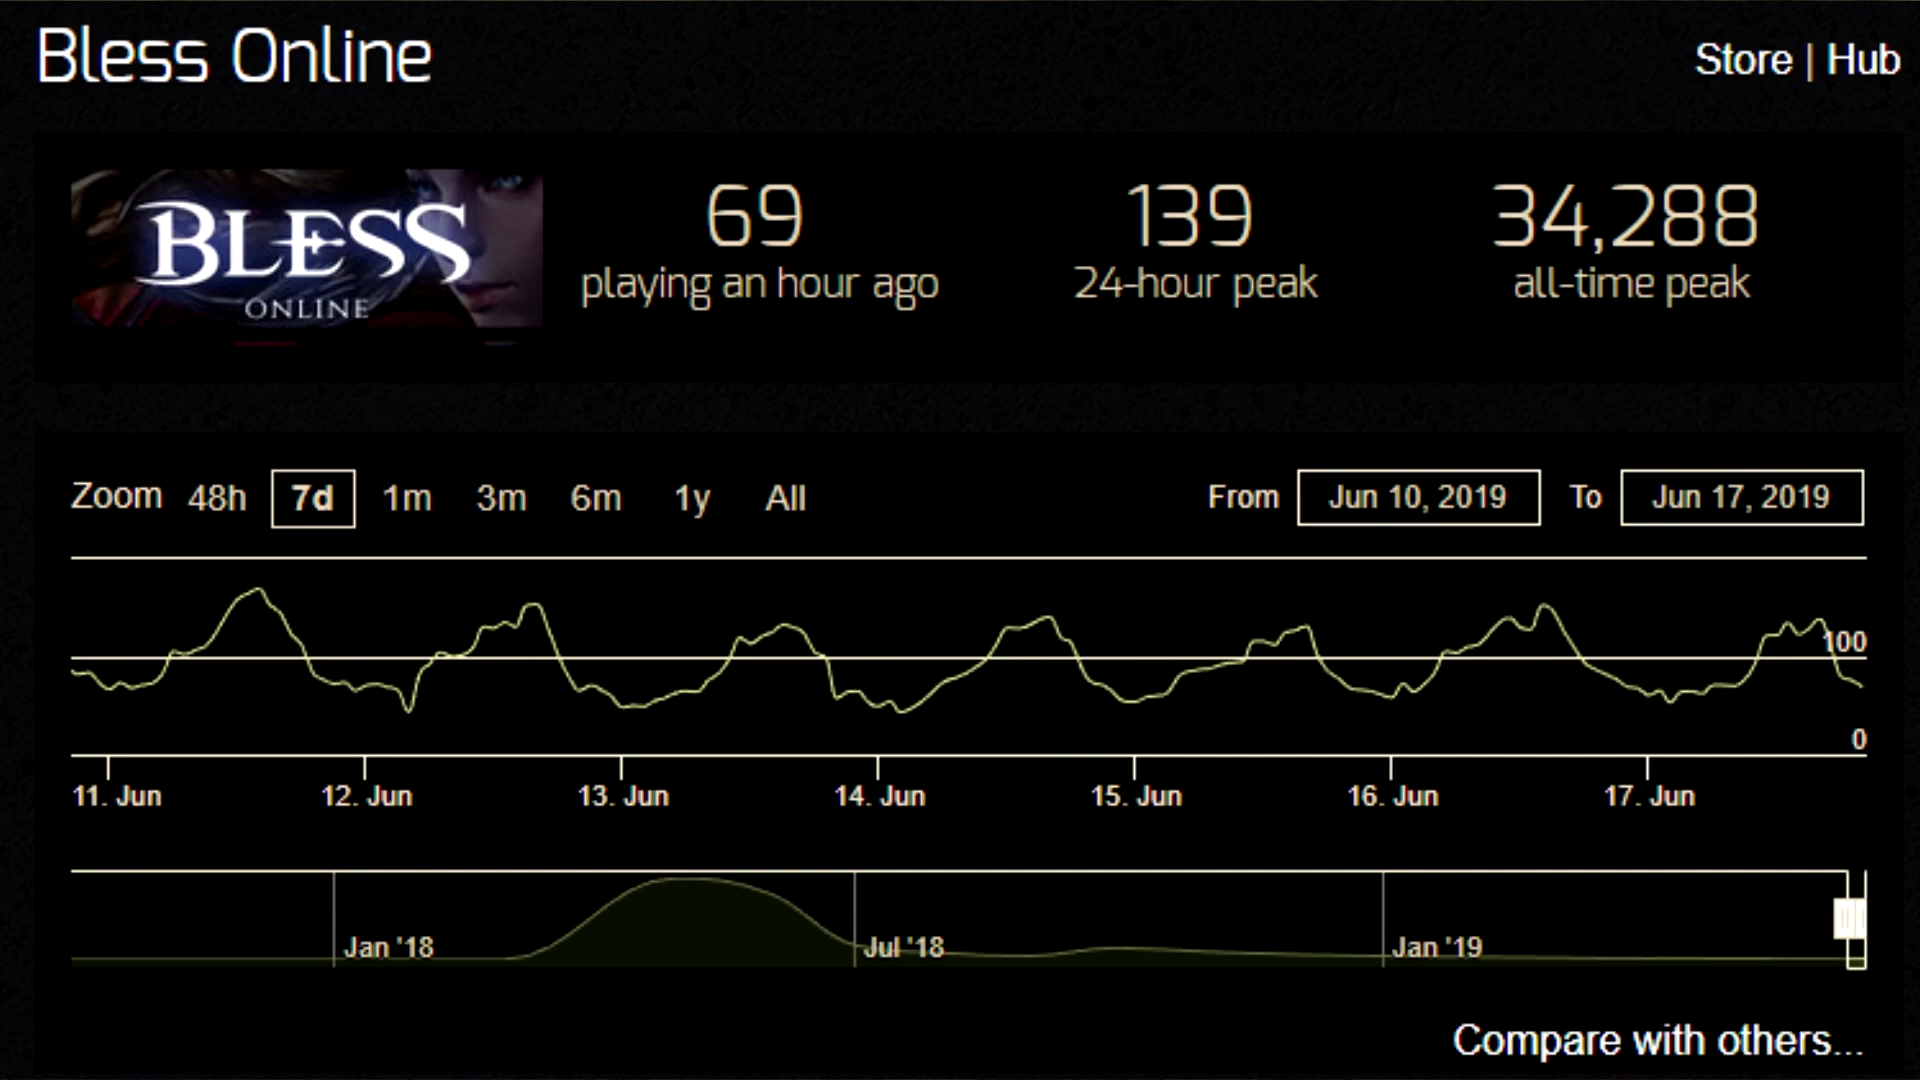 Bless Online
Store | Hub
BLESS
ONLINE
69
playing an hour ago
139
24-hour peak
34,288
all-time peak
Zoom 48h 7d 1m 3m 6m 1y All
From Jun 10, 2019 To Jun 17, 2019
100
0
11. Jun 12. Jun 13. Jun 14. Jun 15. Jun 16. Jun 17. Jun
Jan '18 Jul '18 Jan '19
Compare with others...